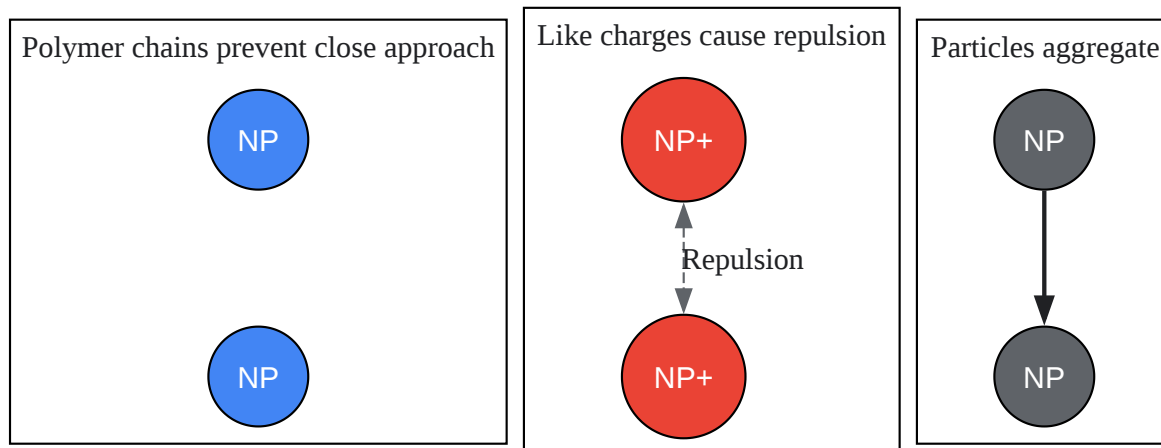 Polymer chains prevent close approach
NP
NP
Like charges cause repulsion
NP+
Repulsion
NP+
Particles aggregate
NP
NP